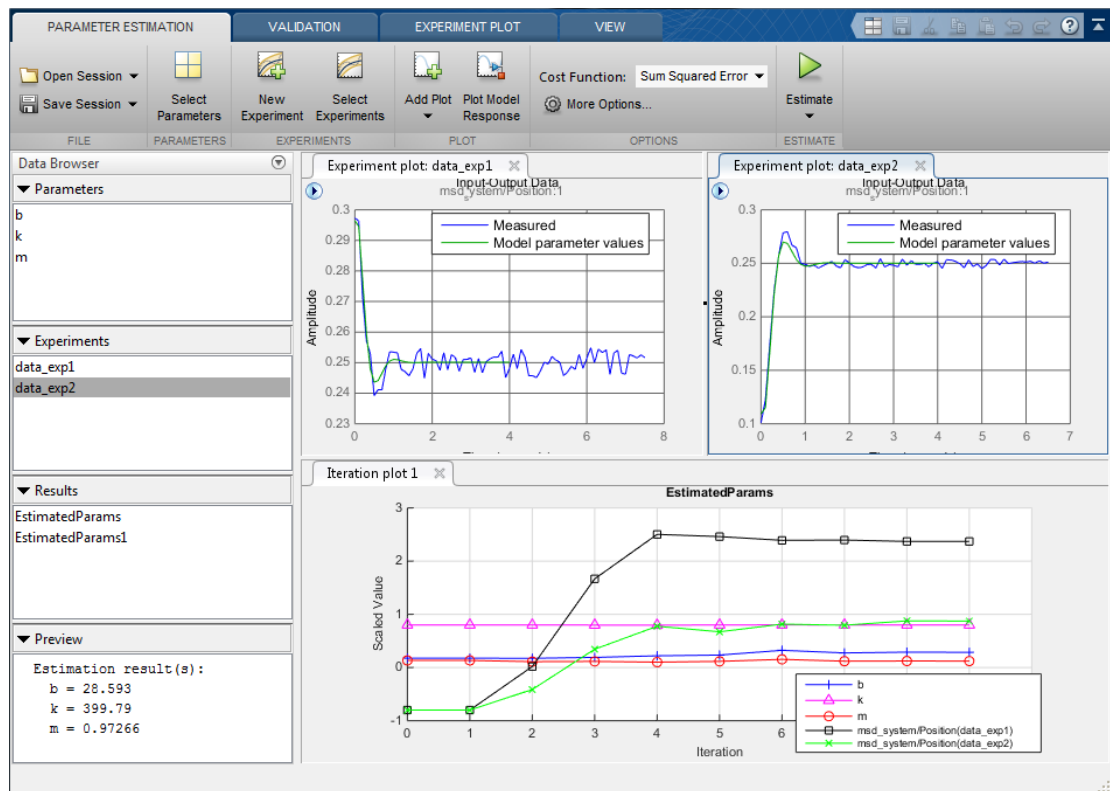 PARAMETER ESTIMATION VALIDATION EXPERIMENT PLOT VIEW
Open Session
Save Session
Select Parameters
New Experiment
Select Experiments
Add Plot
Plot Model Response
Cost Function: Sum Squared Error
More Options...
Estimate
FILE PARAMETERS EXPERIMENTS PLOT OPTIONS ESTIMATE
Data Browser
Parameters
b
k
m
Experiments
data_exp1
data_exp2
Results
EstimatedParams
EstimatedParams1
Preview
Estimation result(s):
b = 28.593
k = 399.79
m = 0.97266
Experiment plot: data_exp1
Input-Output Data
msd_system/Position:1
Measured
Model parameter values
Amplitude
0.3
0.29
0.28
0.27
0.26
0.25
0.24
0.23
0 2 4 6 8
Experiment plot: data_exp2
Input-Output Data
msd_system/Position:1
Measured
Model parameter values
Amplitude
0.3
0.25
0.2
0.15
0.1
0 1 2 3 4 5 6 7
Iteration plot 1
EstimatedParams
Scaled Value
3
2
1
0
-1
0 1 2 3 4 5 6
Iteration
b
k
m
msd_system/Position(data_exp1)
msd_system/Position(data_exp2)